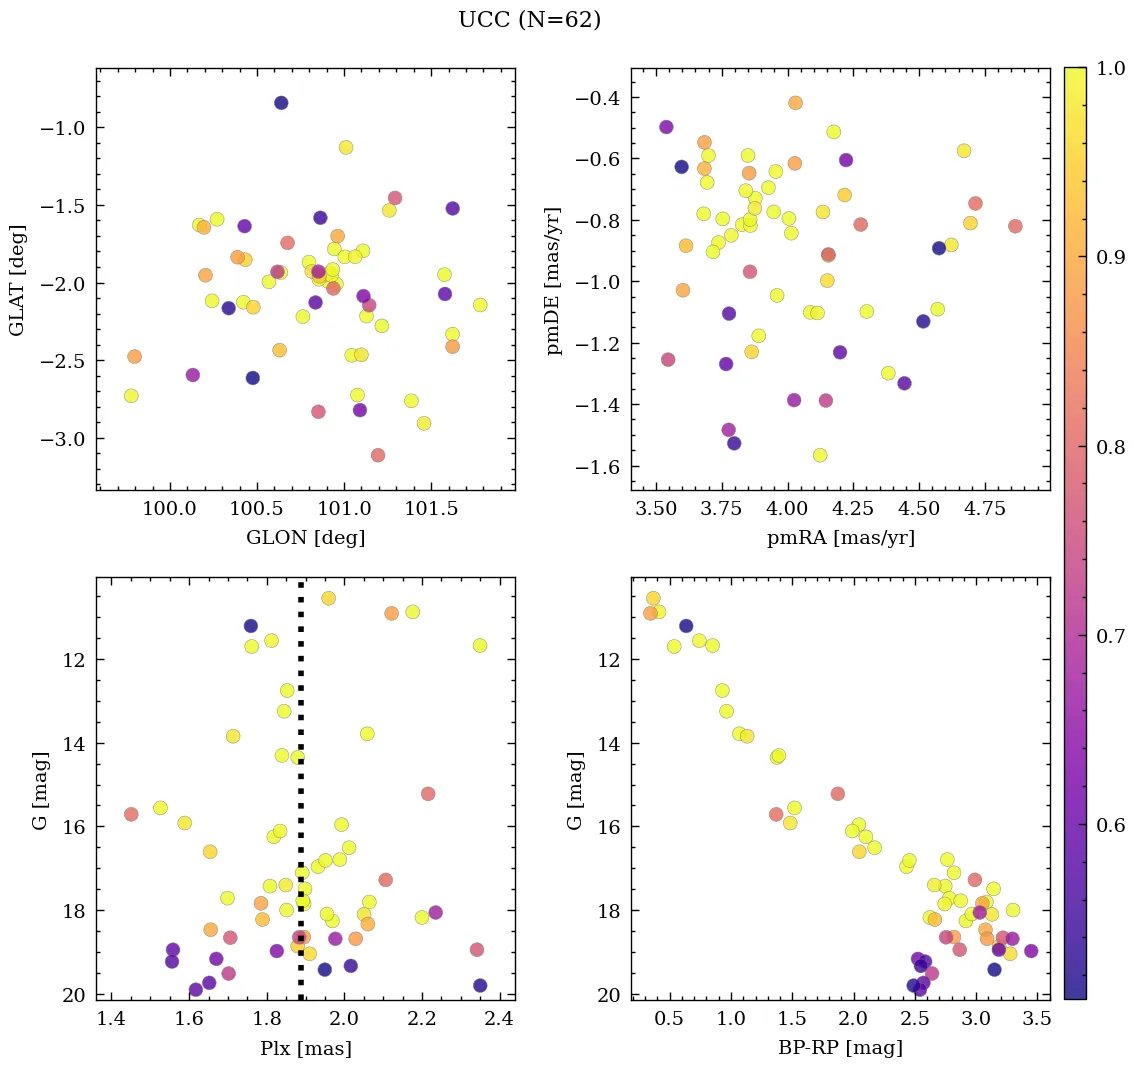 UCC (N=62)
−1.0
−1.5
−2.0
−2.5
−3.0
GLAT [deg]
100.0 100.5 101.0 101.5
GLON [deg]
−0.4
−0.6
−0.8
−1.0
−1.2
−1.4
−1.6
pmDE [mas/yr]
3.50 3.75 4.00 4.25 4.50 4.75
pmRA [mas/yr]
12
14
16
18
20
G [mag]
1.4 1.6 1.8 2.0 2.2 2.4
Plx [mas]
12
14
16
18
20
G [mag]
0.5 1.0 1.5 2.0 2.5 3.0 3.5
BP-RP [mag]
1.0
0.9
0.8
0.7
0.6